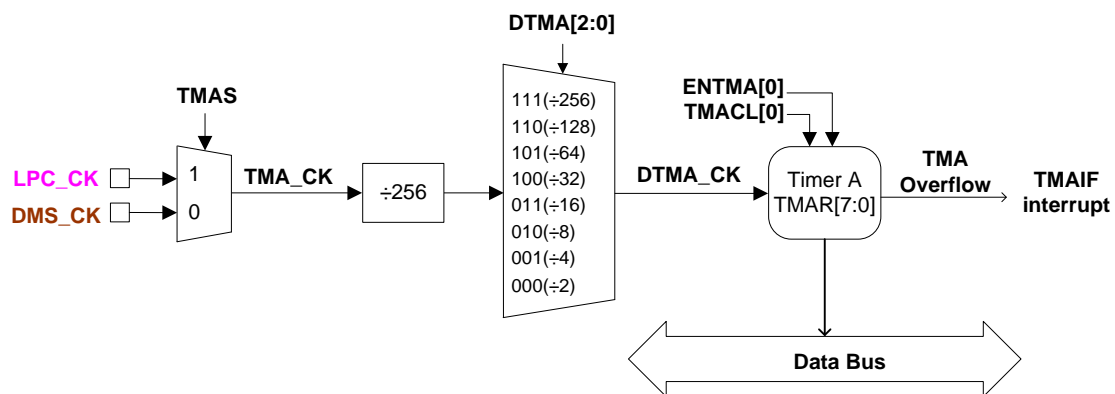 DTMA[2:0]
TMAS
LPC_CK
DMS_CK
1
0
TMA_CK
÷256
111(÷256)
110(÷128)
101(÷64)
100(÷32)
011(÷16)
010(÷8)
001(÷4)
000(÷2)
DTMA_CK
ENTMA[0]
TMACL[0]
Timer A
TMAR[7:0]
TMA
Overflow
TMAIF
interrupt
Data Bus